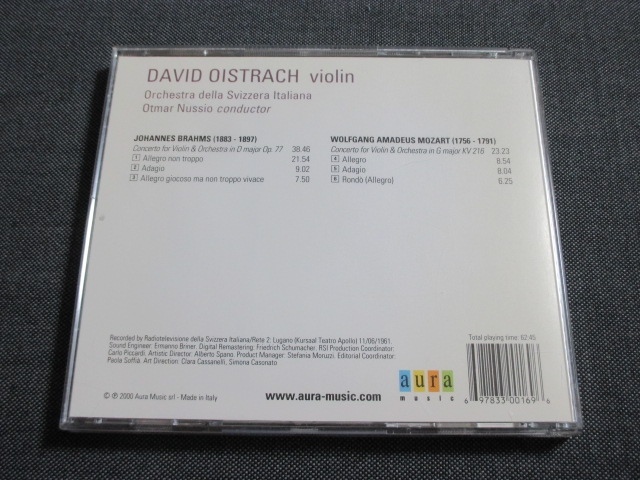 DAVID OISTRACH violin
Orchestra della Svizzera Italiana
Otmar Nussio conductor
JOHANNES BRAHMS (1883 - 1897)
Concerto for Violin & Orchestra in D major Op. 77 38.46
1 Allegro non troppo 21.54
2 Adagio 9.02
3 Allegro giocoso ma non troppo vivace 7.50
WOLFGANG AMADEUS MOZART (1756 - 1791)
Concerto for Violin & Orchestra in G major KV 216 23.23
4 Allegro 8.54
5 Adagio 8.04
6 Rondò (Allegro) 6.25
Recorded by Radiotelevisione della Svizzera Italiana/Rete 2; Lugano (Kursaal Teatro Apollo) 11/06/1961.
Sound Engineer: Ermanno Briner. Digital Remastering: Friedrich Schumacher. RSI Production Coordinator:
Carlo Piccardi. Artistic Director: Alberto Spano. Product Manager: Stefania Motuzzi. Editorial Coordinator:
Paola Soffià. Art Direction: Clara Cassanelli, Simona Casonato
Total playing time: 62.45
© ℗ 2000 Aura Music srl - Made in Italy
www.aura-music.com
aura
music
6 97833 00169 6